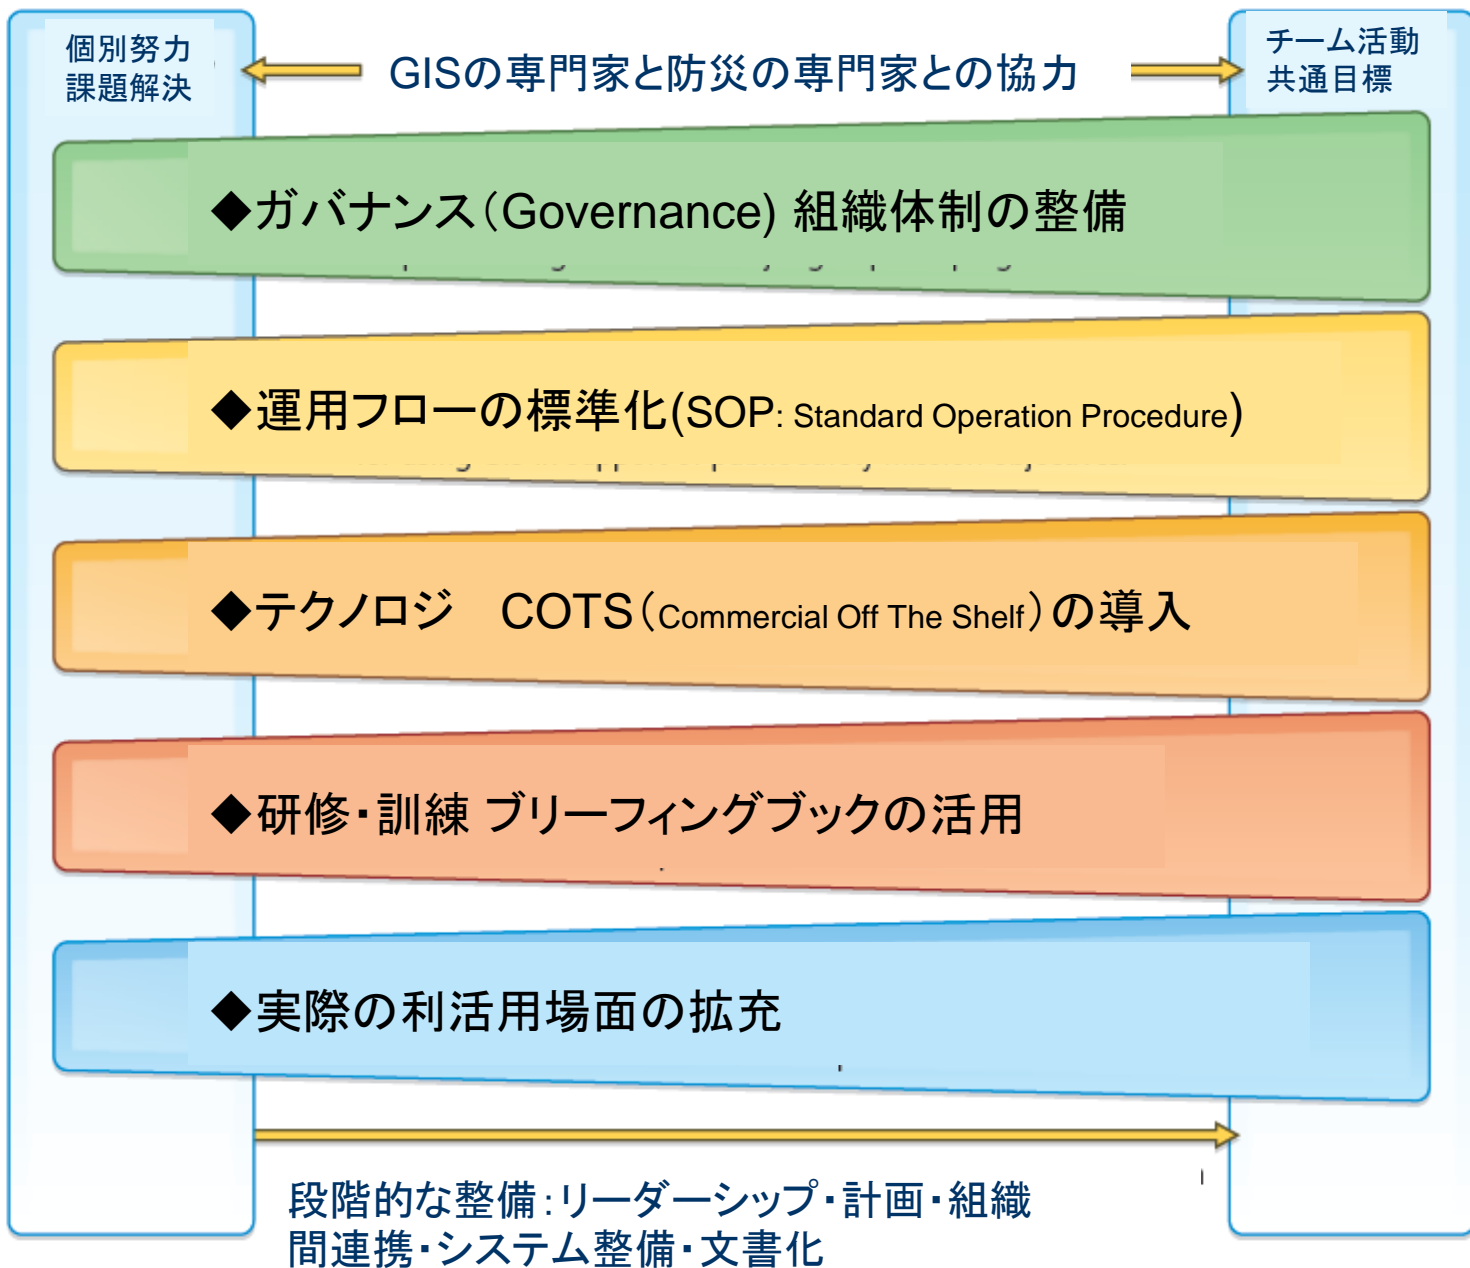 個別努力
課題解決
GISの専門家と防災の専門家との協力
チーム活動
共通目標
◆ガバナンス（Governance) 組織体制の整備
◆運用フローの標準化(SOP: Standard Operation Procedure)
◆テクノロジ　COTS（Commercial Off The Shelf）の導入
◆研修・訓練 ブリーフィングブックの活用
◆実際の利活用場面の拡充
段階的な整備：リーダーシップ・計画・組織
間連携・システム整備・文書化